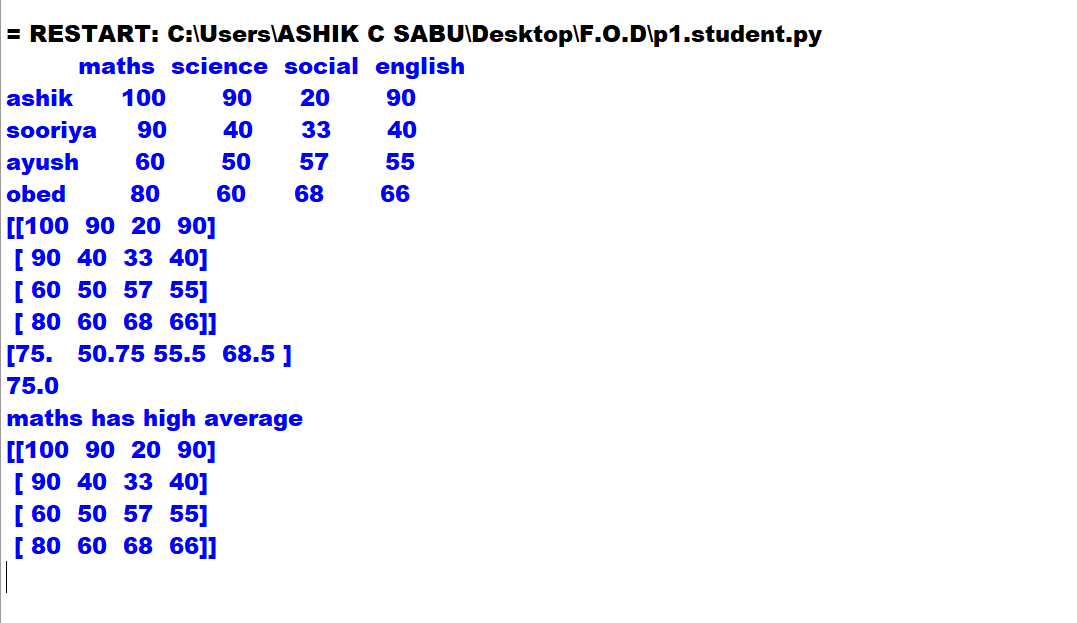 = RESTART: C:\Users\ASHIK C SABU\Desktop\F.O.D\p1.student.py
maths science social english
ashik 100 90 20 90
sooriya 90 40 33 40
ayush 60 50 57 55
obed 80 60 68 66
[[100 90 20 90]
[ 90 40 33 40]
[ 60 50 57 55]
[ 80 60 68 66]]
[75. 50.75 55.5 68.5 ]
75.0
maths has high average
[[100 90 20 90]
[ 90 40 33 40]
[ 60 50 57 55]
[ 80 60 68 66]]